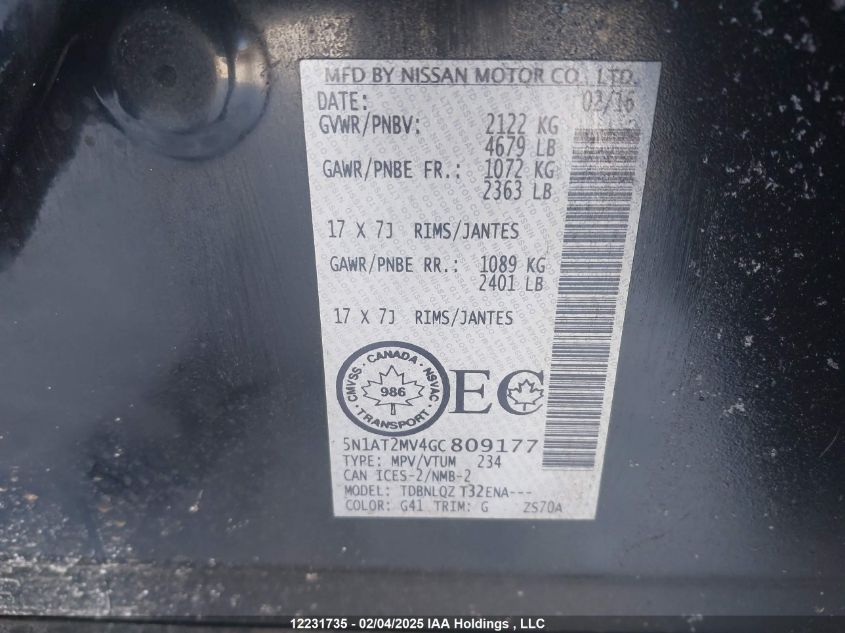 MFD BY NISSAN MOTOR CO., LTD.
DATE: 02/16
GVWR/PNBV: 2122 KG
4679 LB
GAWR/PNBE FR.: 1072 KG
2363 LB
17 X 7J RIMS/JANTES
GAWR/PNBE RR.: 1089 KG
2401 LB
17 X 7J RIMS/JANTES
CMVSS · CANADA · NSVAC
986
TRANSPORT
EC
5N1AT2MV4GC809177
TYPE: MPV/VTUM 234
CAN ICES-2/NMB-2
MODEL: TDBNLQZ T32ENA---
COLOR: G41 TRIM: G ZS70A
12231735 - 02/04/2025 IAA Holdings , LLC